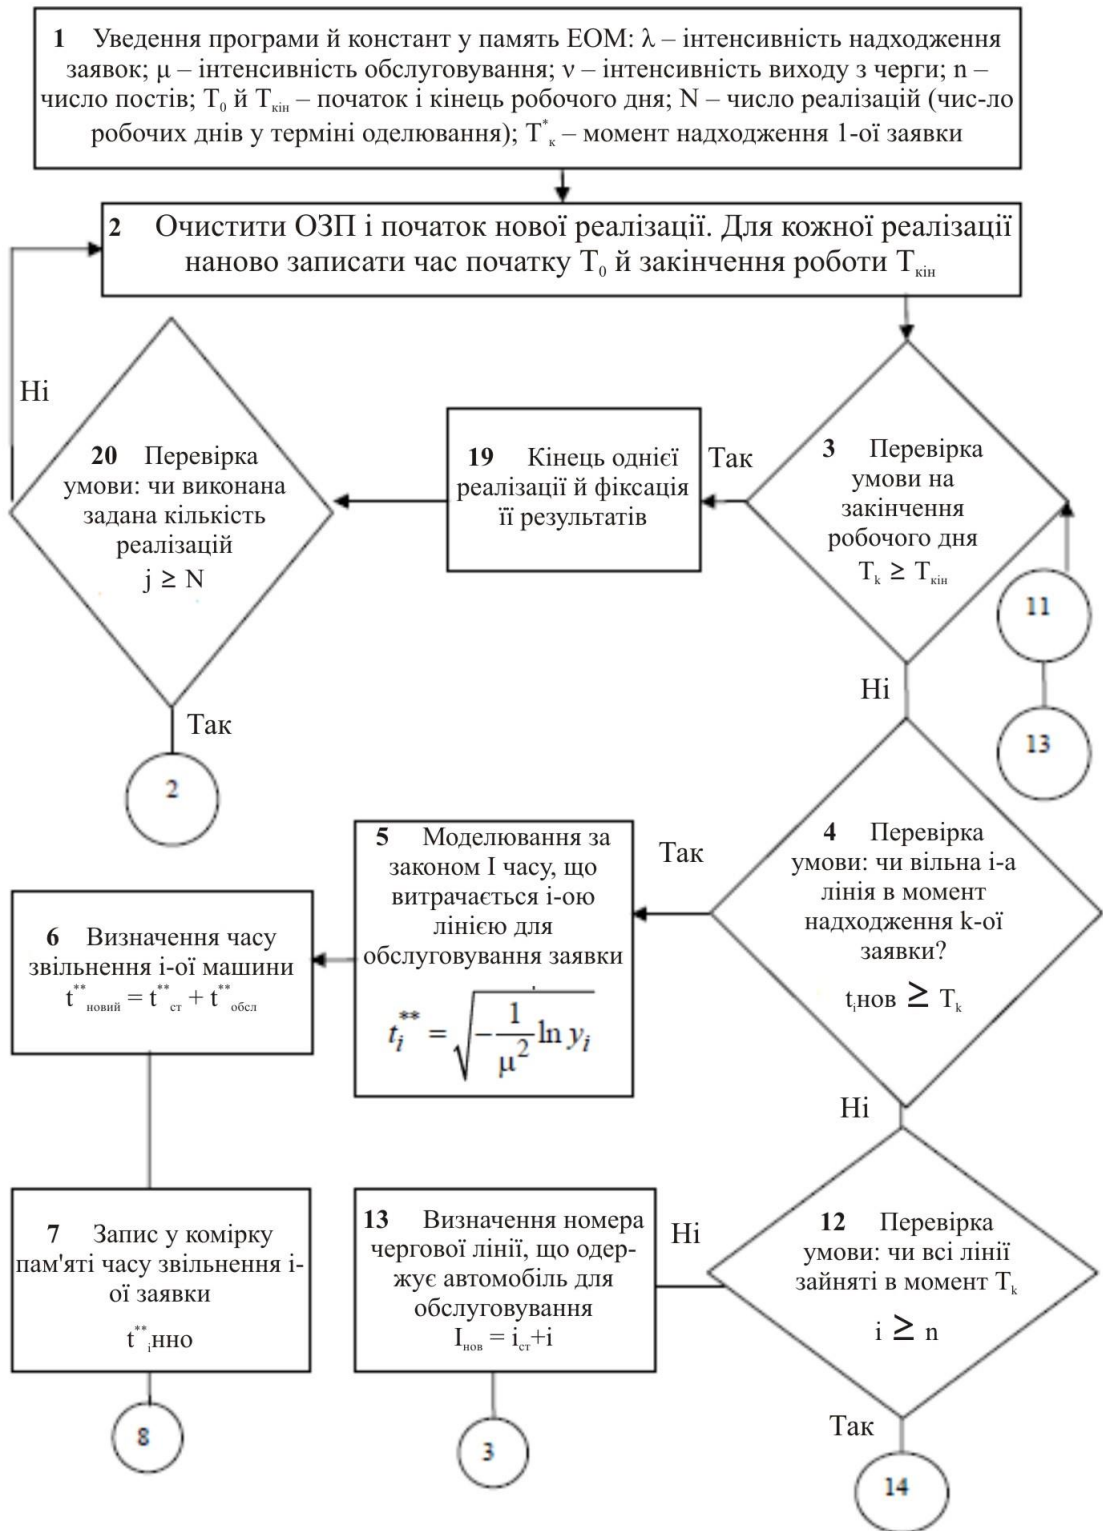 1 Уведення програми й констант у память ЕОМ: λ – інтенсивність надходження
заявок; μ – інтенсивність обслуговування; ν – інтенсивність виходу з черги; n –
число постів; T₀ й Tкін – початок і кінець робочого дня; N – число реалізацій (чис-ло
робочих днів у терміні оделювання); T*к – момент надходження 1-ої заявки
2 Очистити ОЗП і початок нової реалізації. Для кожної реалізації
наново записати час початку T₀ й закінчення роботи Tкін
Ні
20 Перевірка
умови: чи виконана
задана кількість
реалізацій
j ≥ N
19 Кінець однієї
реалізації й фіксація
її результатів
Так
3 Перевірка
умови на
закінчення
робочого дня
Tk ≥ Tкін
11
13
Ні
Так
2
5 Моделювання за
законом І часу, що
витрачається і-ою
лінією для
обслуговування заявки
tᵢ** = √(-1/μ² ln yᵢ)
Так
4 Перевірка
умови: чи вільна і-а
лінія в момент
надходження k-ої
заявки?
tᵢнов ≥ Tk
6 Визначення часу
звільнення і-ої машини
t**новий = t**ст + t**обсл
Ні
7 Запис у комірку
пам'яті часу звільнення і-
ої заявки
t**ᵢнно
13 Визначення номера
чергової лінії, що одер-
жує автомобіль для
обслуговування
Iнов = iст+i
Ні
12 Перевірка
умови: чи всі лінії
зайняті в момент Tk
i ≥ n
Так
8
3
14